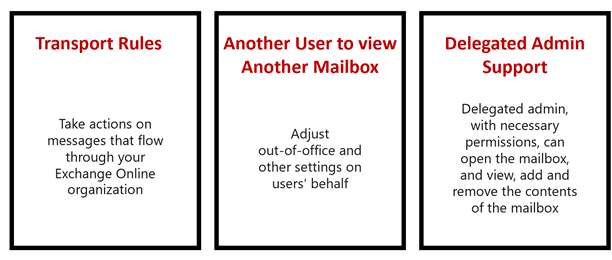 Transport Rules
Take actions on
messages that flow
through your
Exchange Online
organization
Another User to view
Another Mailbox
Adjust
out-of-office and
other settings on
users' behalf
Delegated Admin
Support
Delegated admin,
with necessary
permissions, can
open the mailbox,
and view, add and
remove the contents
of the mailbox